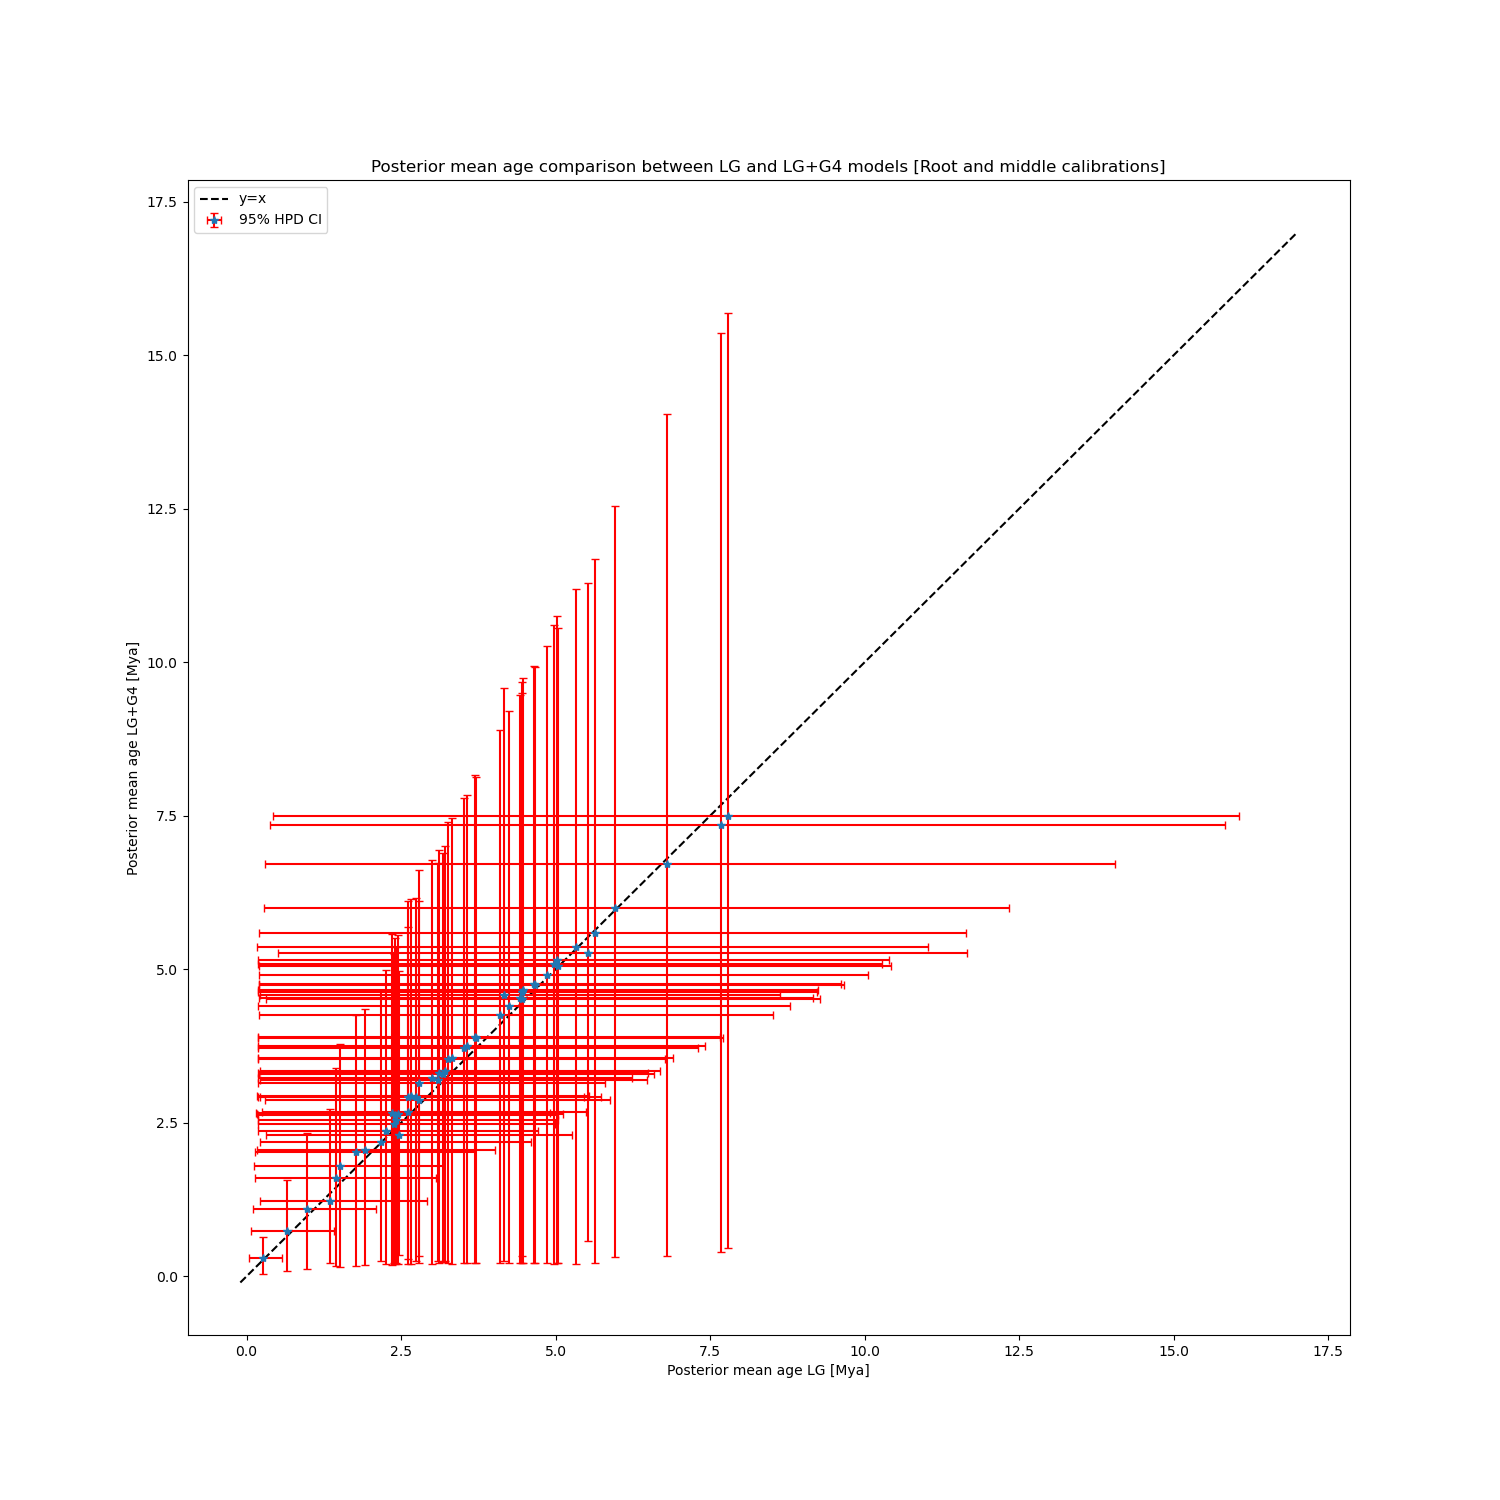 Posterior mean age comparison between LG and LG+G4 models [Root and middle calibrations]
y=x
95% HPD CI
17.5
15.0
12.5
10.0
7.5
5.0
2.5
0.0
Posterior mean age LG+G4 [Mya]
0.0 2.5 5.0 7.5 10.0 12.5 15.0 17.5
Posterior mean age LG [Mya]